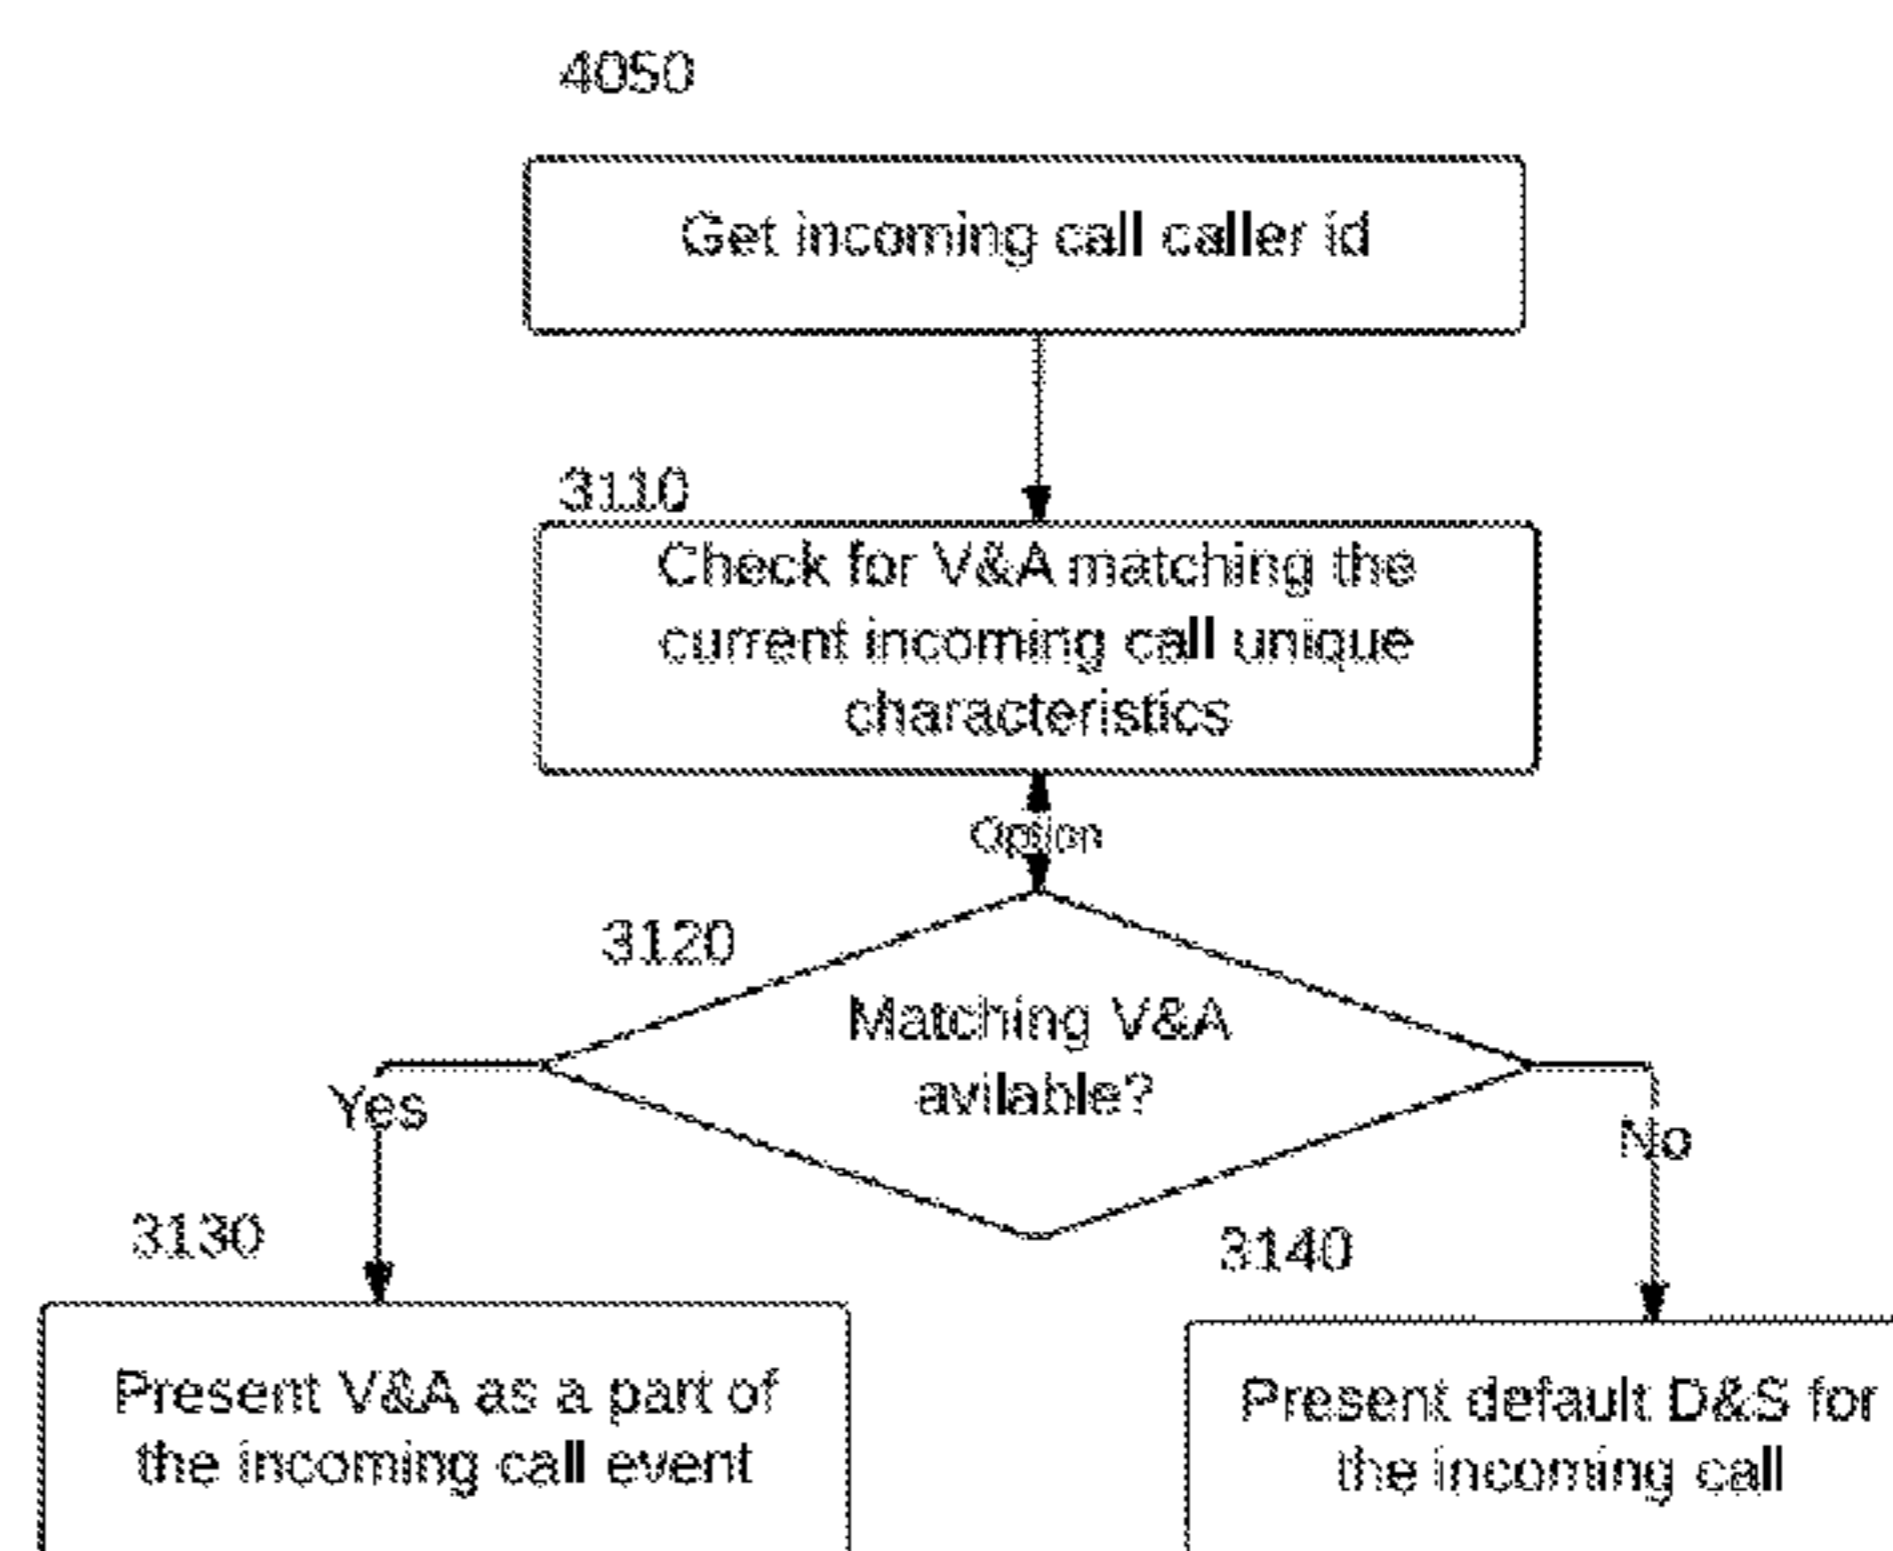 4050
Get incoming call caller id
3110
Check for V&A matching the
current incoming call unique
characteristics
Option
3120
Matching V&A
avilable?
Yes
No
3130
3140
Present V&A as a part of
the incoming call event
Present default D&S for
the incoming call